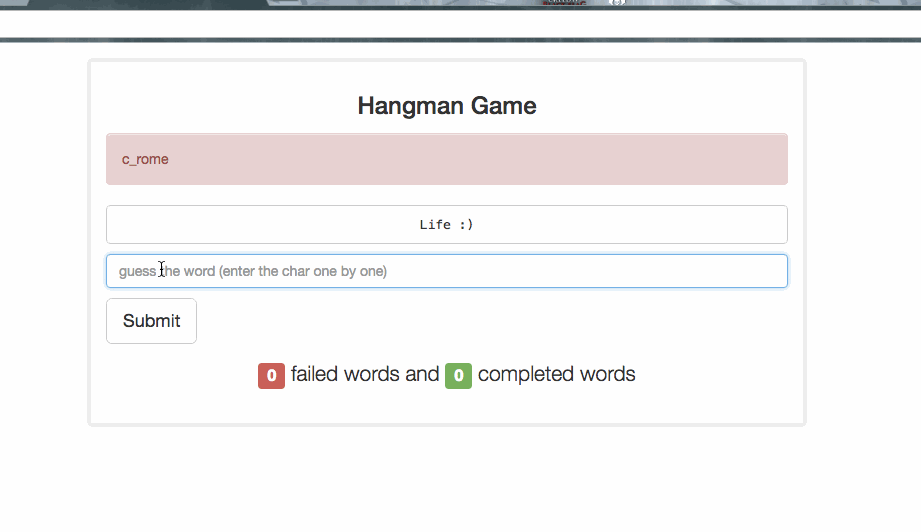 Hangman Game
c_rome
Life :)
guess the word (enter the char one by one)
Submit
0 failed words and 0 completed words